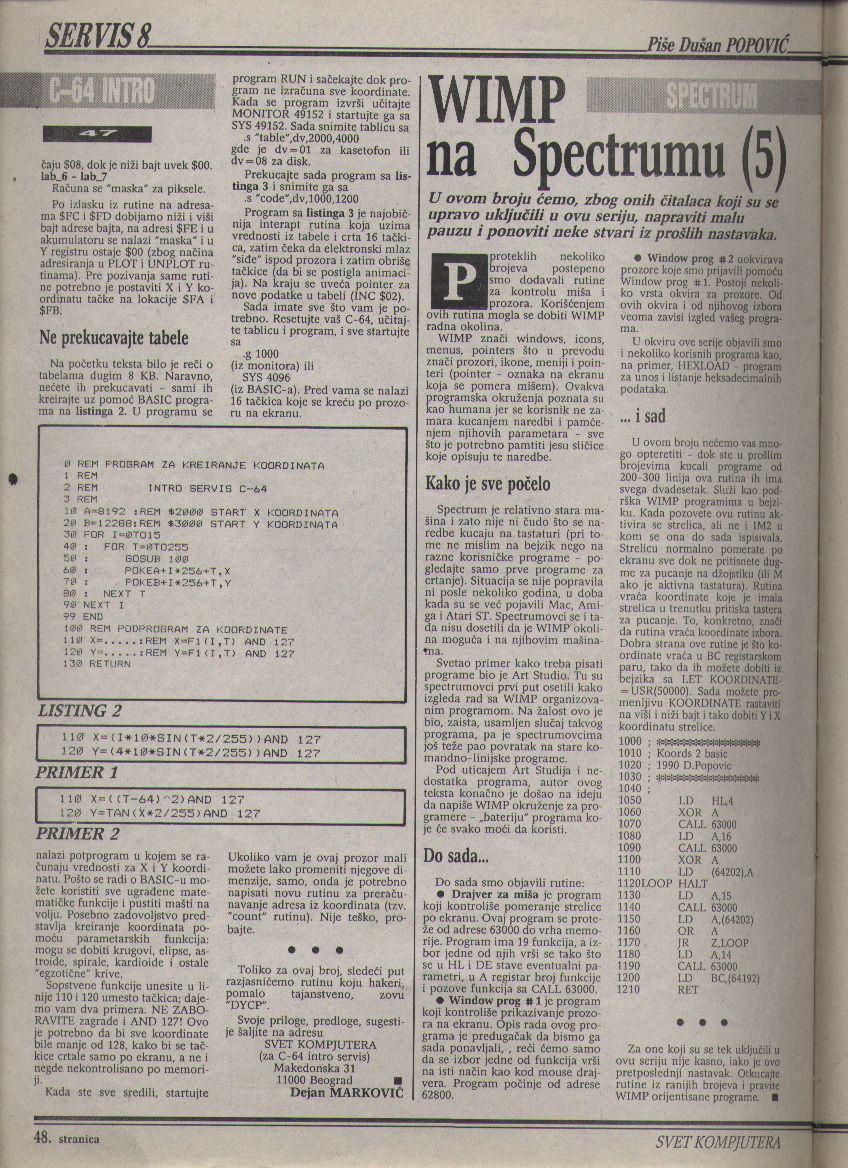 SERVIS 8
Piše Dušan POPOVIĆ
C-64 INTRO
47
čaju $08, dok je niži bajt uvek $00.
lab_6 - lab_7
Računa se "maska" za piksele.
Po izlasku iz rutine na adresa-
ma $FC i $FD dobijamo niži i viši
bajt adrese bajta, na adresi $FE i u
akumulatoru se nalazi "maska" i u
Y registru ostaje $00 (zbog načina
adresiranja u PLOT i UNPLOT ru-
tinama). Pre pozivanja same ruti-
ne potrebno je postaviti X i Y ko-
ordinatu tačke na lokacije $FA i
$FB.
Ne prekucavajte tabele
Na početku teksta bilo je reči o
tabelama dugim 8 KB. Naravno,
nećete ih prekucavati - sami ih
kreirajte uz pomoć BASIC progra-
ma na listinga 2. U programu se
program RUN i sačekajte dok pro-
gram ne izračuna sve koordinate.
Kada se program izvrši učitajte
MONITOR 49152 i startujte ga sa
SYS 49152. Sada snimite tablicu sa
.s "table",dv,2000,4000
gde je dv=01 za kasetofon ili
dv=08 za disk.
Prekucajte sada program sa lis-
tinga 3 i snimite ga sa
.s "code",dv,1000,1200
Program sa listinga 3 je najobič-
nija interapt rutina koja uzima
vrednosti iz tabele i crta 16 tački-
ca, zatim čeka da elektronski mlaz
"siđe" ispod prozora i zatim obriše
tačkice (da bi se postigla animaci-
ja). Na kraju se uveća pointer za
nove podatke u tabeli (INC $02).
Sada imate sve što vam je po-
trebno. Resetujte vaš C-64, učitaj-
te tablicu i program, i sve startujte
sa
.g 1000
(iz monitora) ili
SYS 4096
(iz BASIC-a). Pred vama se nalazi
16 tačkica koje se kreću po prozo-
ru na ekranu.
0 REM PROGRAM ZA KREIRANJE KOORDINATA
1 REM
2 REM INTRO SERVIS C-64
3 REM
10 A=8192 :REM $2000 START X KOORDINATA
20 B=12288:REM $3000 START Y KOORDINATA
30 FOR I=0TO15
40 : FOR T=0TO255
50 : GOSUB 100
60 : POKEA+I*256+T,X
70 : POKEB+I*256+T,Y
80 : NEXT T
90 NEXT I
99 END
100 REM PODPROGRAM ZA KOORDINATE
110 X=.....:REM X=F1(I,T) AND 127
120 Y=.....:REM Y=F1(I,T) AND 127
130 RETURN
LISTING 2
110 X=(I*10*SIN(T*2/255))AND 127
120 Y=(4*10*SIN(T*2/255))AND 127
PRIMER 1
110 X=((T-64)^2)AND 127
120 Y=TAN(X*2/255)AND 127
PRIMER 2
nalazi potprogram u kojem se ra-
čunaju vrednosti za X i Y koordi-
natu. Pošto se radi o BASIC-u mo-
žete koristiti sve ugrađene mate-
matičke funkcije i pustiti mašti na
volju. Posebno zadovoljstvo pred-
stavlja kreiranje koordinata po-
moću parametarskih funkcija:
mogu se dobiti krugovi, elipse, as-
troide, spirale, kardioide i ostale
"egzotične" krive.
Sopstvene funkcije unesite u li-
nije 110 i 120 umesto tačkica; daje-
mo vam dva primera. NE ZABO-
RAVITE zagrade i AND 127! Ovo
je potrebno da bi sve koordinate
bile manje od 128, kako bi se tač-
kice crtale samo po ekranu, a ne i
negde nekontrolisano po memori-
ji.
Kada ste sve sredili, startujte
Ukoliko vam je ovaj prozor mali
možete lako promeniti njegove di-
menzije, samo, onda je potrebno
napisati novu rutinu za preraču-
navanje adresa iz koordinata (tzv.
"count" rutinu). Nije teško, pro-
bajte.
● ● ●
Toliko za ovaj broj, sledeći put
razjasnićemo rutinu koju hakeri,
pomalo tajanstveno, zovu
"DYCP".
Svoje priloge, predloge, sugesti-
je šaljite na adresu
SVET KOMPJUTERA
(za C-64 intro servis)
Makedonska 31
11000 Beograd ■
Dejan MARKOVIĆ
SPECTRUM
WIMP
na Spectrumu (5)
U ovom broju ćemo, zbog onih čitalaca koji su se
upravo uključili u ovu seriju, napraviti malu
pauzu i ponoviti neke stvari iz prošlih nastavaka.
P proteklih nekoliko
brojeva postepeno
smo dodavali rutine
za kontrolu miša i
prozora. Korišćenjem
ovih rutina mogla se dobiti WIMP
radna okolina.
WIMP znači windows, icons,
menus, pointers što u prevodu
znači prozori, ikone, meniji i poin-
teri (pointer - oznaka na ekranu
koja se pomera mišem). Ovakva
programska okruženja poznata su
kao humana jer se korisnik ne za-
mara kucanjem naredbi i pamće-
njem njihovih parametara - sve
što je potrebno pamtiti jesu sličice
koje opisuju te naredbe.
Kako je sve počelo
Spectrum je relativno stara ma-
šina i zato nije ni čudo što se na-
redbe kucaju na tastaturi (pri to-
me ne mislim na bejzik nego na
razne korisničke programe - po-
gledajte samo prve programe za
crtanje). Situacija se nije popravila
ni posle nekoliko godina, u doba
kada su se već pojavili Mac, Ami-
ga i Atari ST. Spectrumovci se i ta-
da nisu dosetili da je WIMP okoli-
na moguća i na njihovim mašina-
ma.
Svetao primer kako treba pisati
programe bio je Art Studio. Tu su
spectrumovci prvi put osetili kako
izgleda rad sa WIMP organizova-
nim programom. Na žalost ovo je
bio, zaista, usamljen slučaj takvog
programa, pa je spectrumovcima
još teže pao povratak na stare ko-
mandno-linijske programe.
Pod uticajem Art Studija i ne-
dostatka programa, autor ovog
teksta konačno je došao na ideju
da napiše WIMP okruženje za pro-
gramere – „bateriju" programa ko-
je će svako moći da koristi.
Do sada...
Do sada smo objavili rutine:
● Drajver za miša je program
koji kontroliše pomeranje strelice
po ekranu. Ovaj program se prote-
že od adrese 63000 do vrha memo-
rije. Program ima 19 funkcija, a iz-
bor jedne od njih vrši se tako što
se u HL i DE stave eventualni pa-
rametri, u A registar broj funkcije
i pozove funkcija sa CALL 63000.
● Window prog #1 je program
koji kontroliše prikazivanje prozo-
ra na ekranu. Opis rada ovog pro-
grama je predugačak da bismo ga
sada ponavljali, , reći ćemo samo
da se izbor jedne od funkcija vrši
na isti način kao kod mouse draj-
vera. Program počinje od adrese
62800.
● Window prog #2 uokvirava
prozore koje smo prijavili pomoću
Window prog #1. Postoji nekoli-
ko vrsta okvira za prozore. Od
ovih okvira i od njihovog izbora
veoma zavisi izgled vašeg progra-
ma.
U okviru ove serije objavili smo
i nekoliko korisnih programa kao,
na primer, HEXLOAD - program
za unos i listanje heksadecimalnih
podataka.
... i sad
U ovom broju nećemo vas mno-
go opteretiti - dok ste u prošlim
brojevima kucali programe od
200-300 linija ova rutina ih ima
svega dvadesetak. Služi kao podr-
ška WIMP programima u bejzi-
ku. Kada pozovete ovu rutinu ak-
tivira se strelica, ali ne i IM2 u
kom se ona do sada ispisivala.
Strelicu normalno pomerate po
ekranu sve dok ne pritisnete dug-
me za pucanje na džojstiku (ili M
ako je aktivna tastatura). Rutina
vraća koordinate koje je imala
strelica u trenutku pritiska tastera
za pucanje. To, konkretno, znači
da rutina vraća koordinate izbora.
Dobra strana ove rutine je što ko-
ordinate vraća u BC registarskom
paru, tako da ih možete dobiti iz
bejzika sa LET KOORDINATE-
=USR(50000). Sada možete pro-
menljivu KOORDINATE rastaviti
na viši i niži bajt i tako dobiti Y i X
koordinatu strelice.
1000 ; ********************
1010 ; Koords 2 basic
1020 ; 1990 D.Popovic
1030 ; ********************
1040 ;
1050 LD HL,4
1060 XOR A
1070 CALL 63000
1080 LD A,16
1090 CALL 63000
1100 XOR A
1110 LD (64202),A
1120LOOP HALT
1130 LD A,15
1140 CALL 63000
1150 LD A,(64202)
1160 OR A
1170 JR Z,LOOP
1180 LD A,14
1190 CALL 63000
1200 LD BC,(64192)
1210 RET
● ● ●
Za one koji su se tek uključili u
ovu seriju nije kasno, iako je ovo
pretposlednji nastavak. Otkucajte
rutine iz ranijih brojeva i pravite
WIMP orijentisane programe. ■
48. stranica
SVET KOMPJUTERA